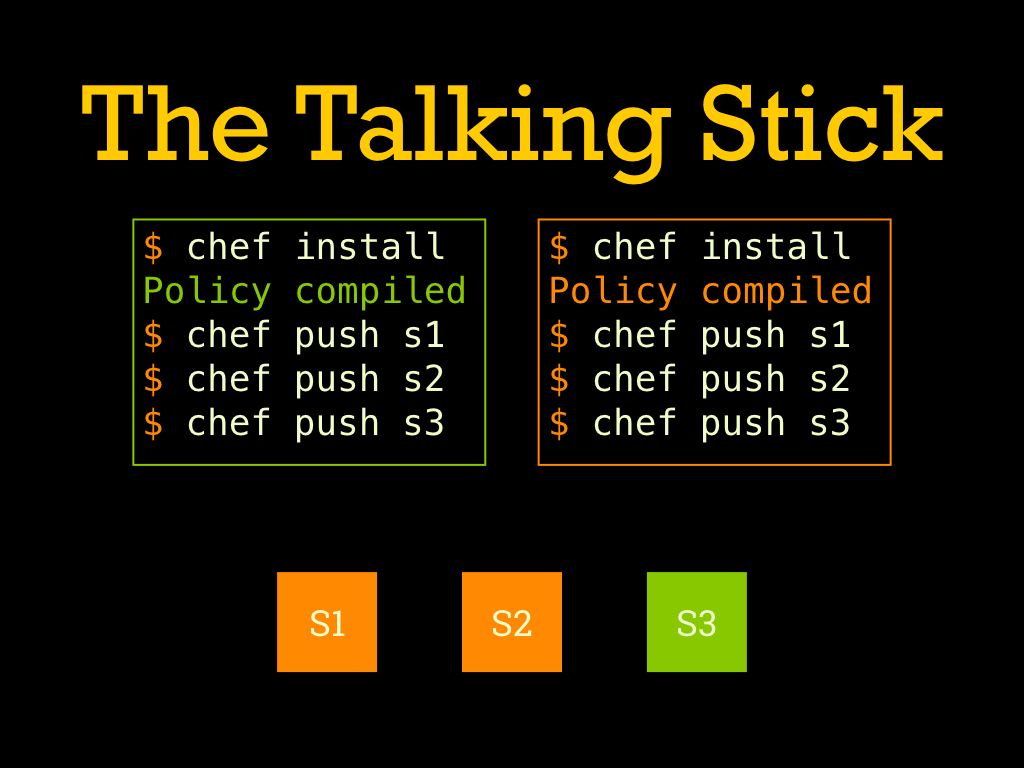 The Talking Stick
$ chef install
Policy compiled
$ chef push s1
$ chef push s2
$ chef push s3
$ chef install
Policy compiled
$ chef push s1
$ chef push s2
$ chef push s3
S1
S2
S3